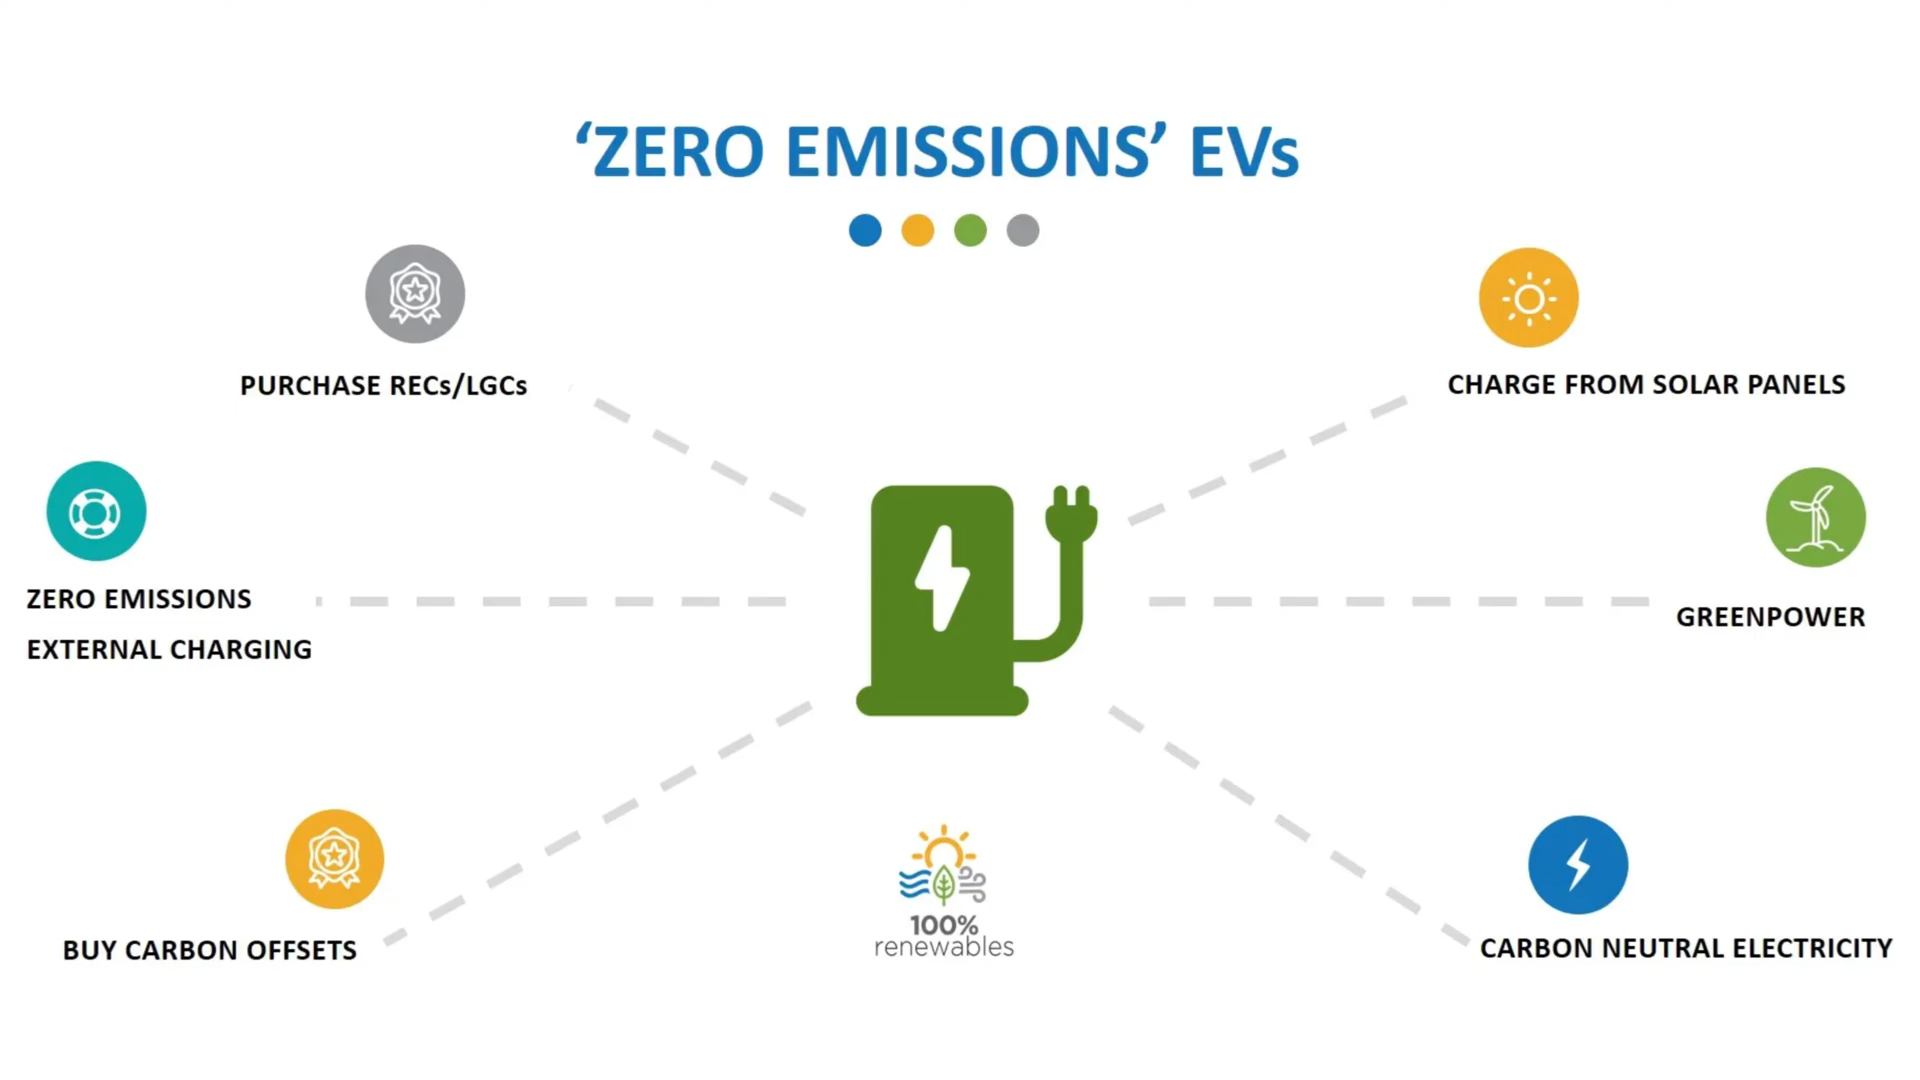 ‘ZERO EMISSIONS’ EVs
PURCHASE RECs/LGCs
CHARGE FROM SOLAR PANELS
ZERO EMISSIONS
EXTERNAL CHARGING
GREENPOWER
BUY CARBON OFFSETS
100%
renewables
CARBON NEUTRAL ELECTRICITY